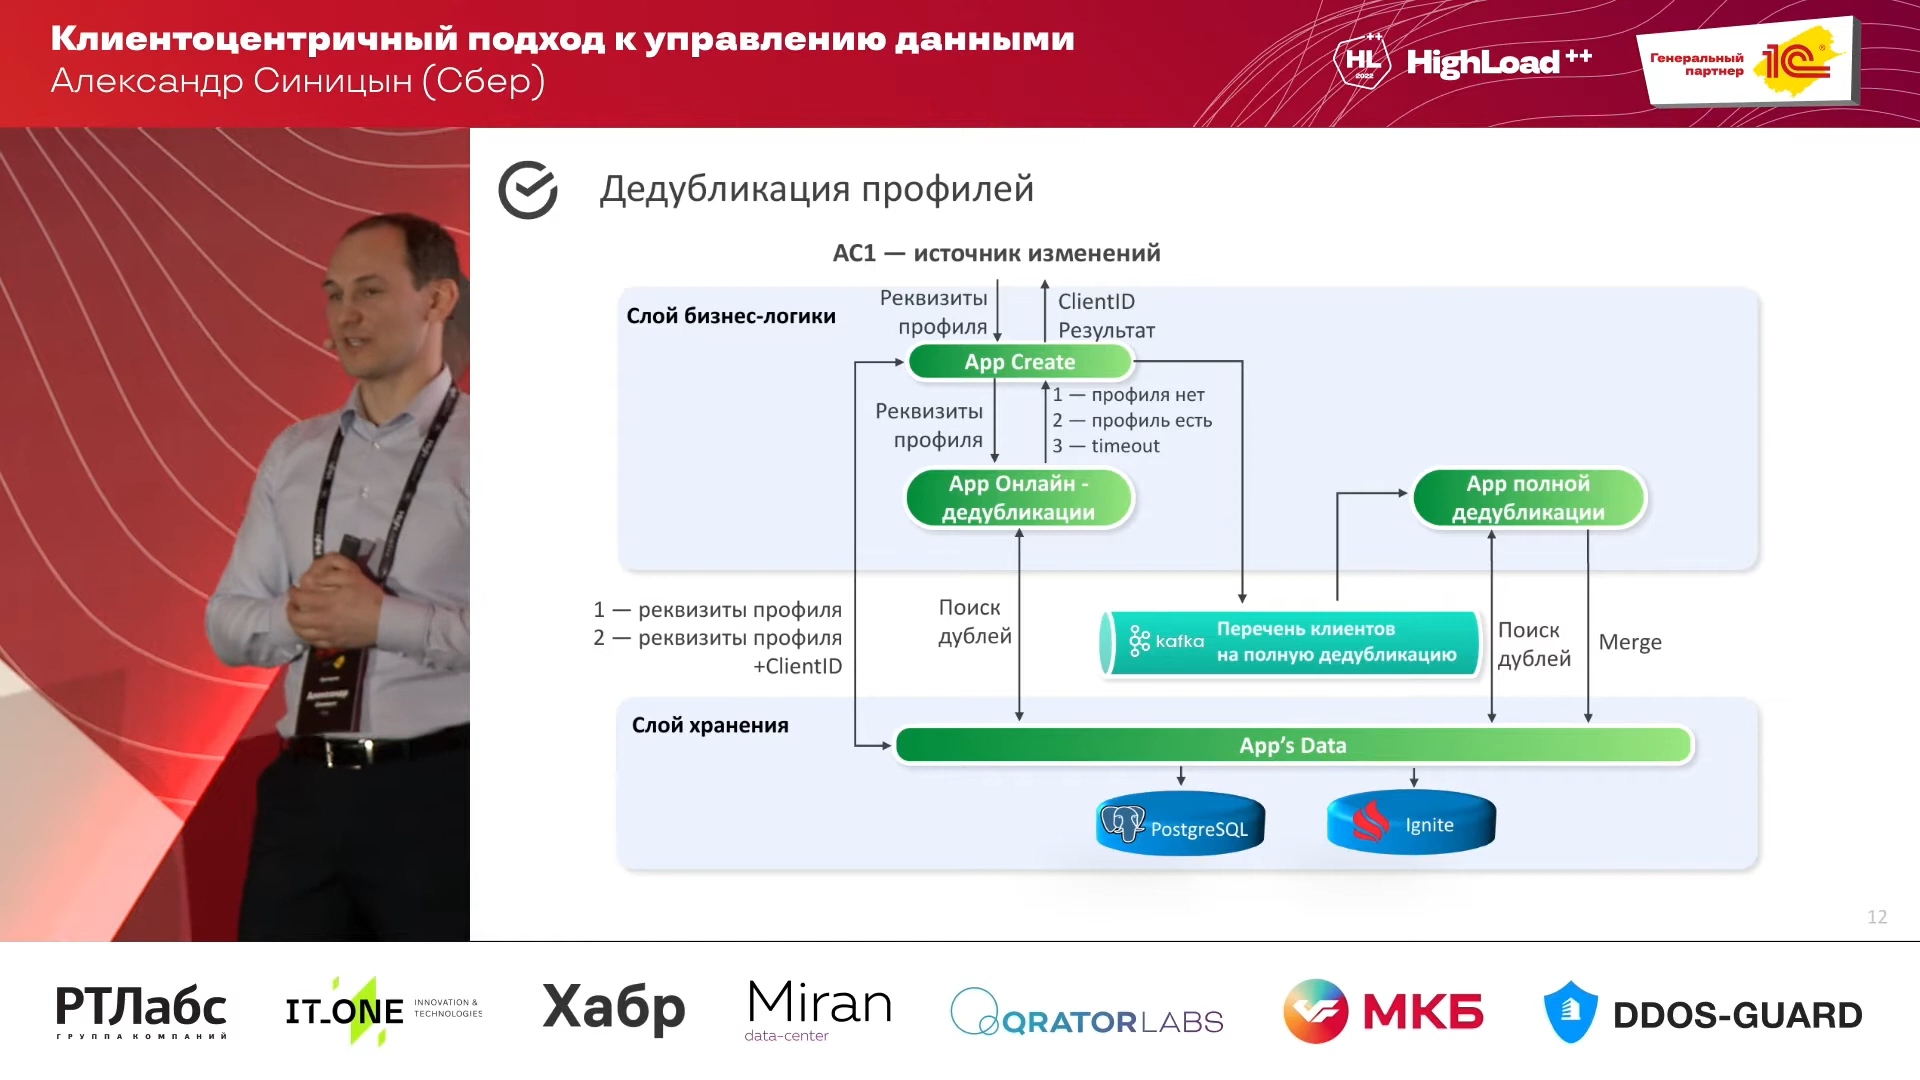 Клиентоцентричный подход к управлению данными
Александр Синицын (Сбер)
++
HL
2022
HighLoad++
Генеральный
партнер
1С
Дедубликация профилей
АС1 — источник изменений
Слой бизнес-логики
Реквизиты
профиля
ClientID
Результат
App Create
Реквизиты
профиля
1 — профиля нет
2 — профиль есть
3 — timeout
App Онлайн -
дедубликации
App полной
дедубликации
1 — реквизиты профиля
2 — реквизиты профиля
+ClientID
Поиск
дублей
kafka
Перечень клиентов
на полную дедубликацию
Поиск
дублей
Merge
Слой хранения
App’s Data
PostgreSQL
Ignite
12
РТЛабс
ГРУППА КОМПАНИЙ
IT_ONE
INNOVATION &
TECHNOLOGIES
Хабр
Miran
data-center
QRATOR LABS
МКБ
DDOS-GUARD